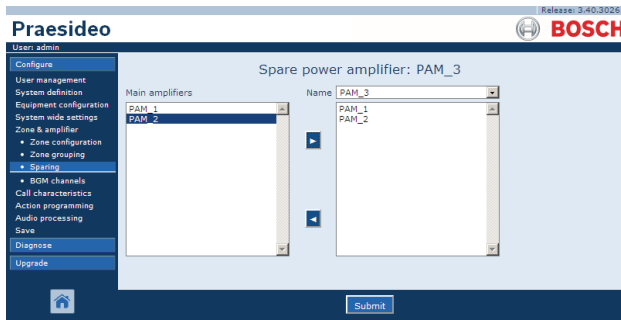 Release: 3.40.3026
Praesideo
BOSCH
User: admin
Configure
User management
System definition
Equipment configuration
System wide settings
Zone & amplifier
• Zone configuration
• Zone grouping
• Sparing
• BGM channels
Call characteristics
Action programming
Audio processing
Save
Diagnose
Upgrade
Spare power amplifier: PAM_3
Main amplifiers
PAM_1
PAM_2
Name PAM_3
PAM_1
PAM_2
Submit